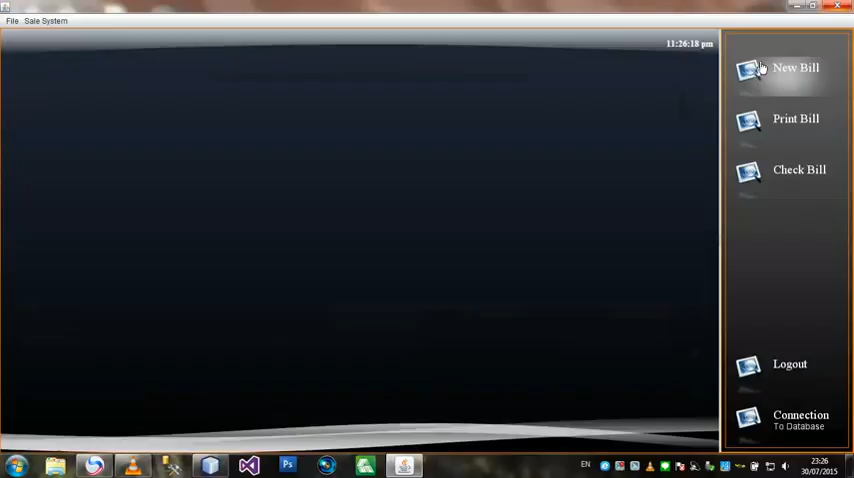 File Sale System
11:26:18 pm
New Bill
Print Bill
Check Bill
Logout
Connection
To Database
Ps
EN
23:26
30/07/2015